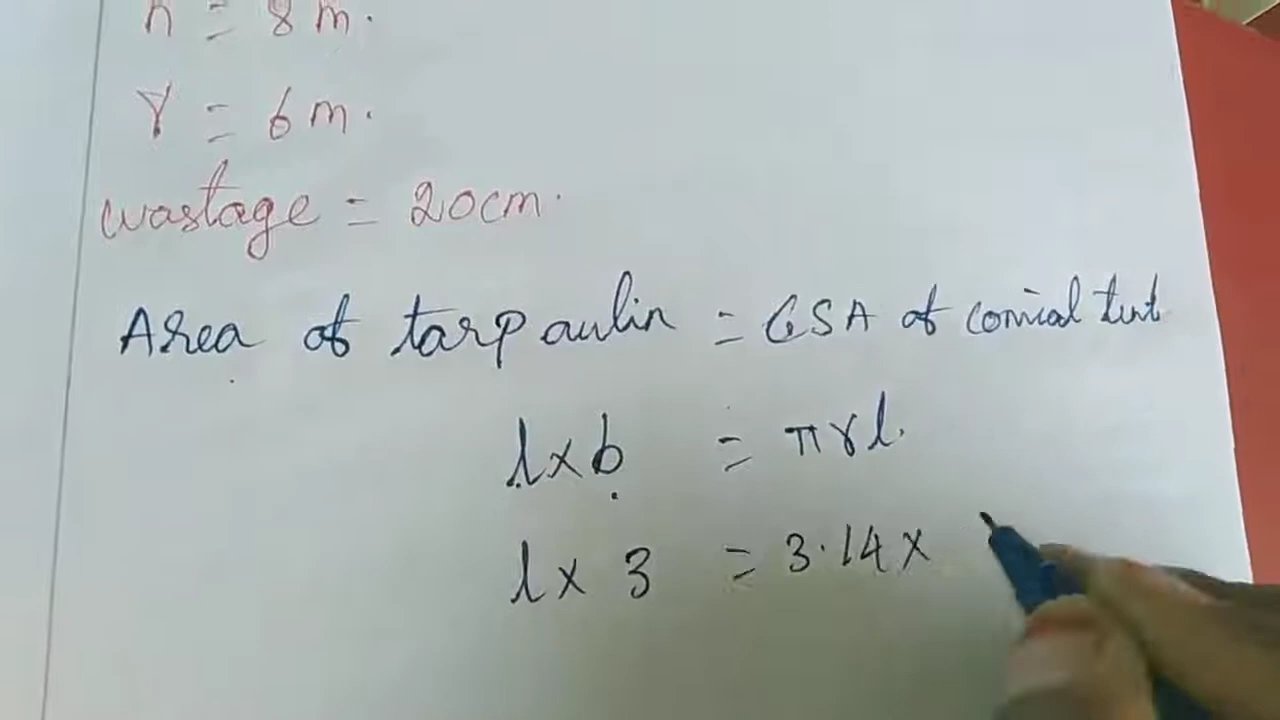 h = 8 m.
r = 6 m.
wastage = 20cm.
Area of tarpaulin = CSA of conical tent
l × b = πrl.
l × 3 = 3.14 ×